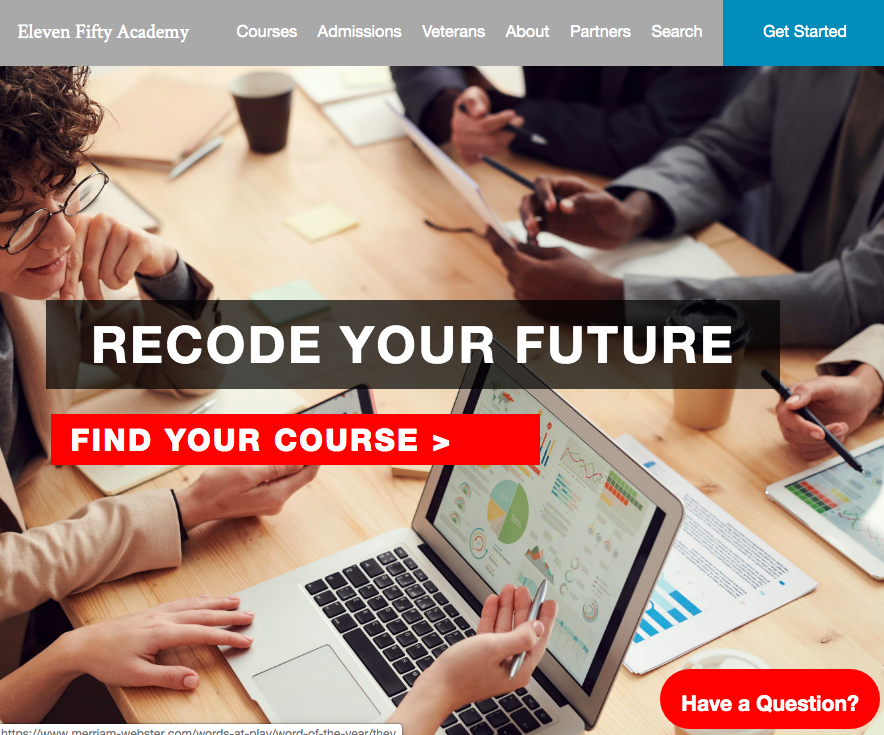 Eleven Fifty Academy
Courses Admissions Veterans About Partners Search Get Started
RECODE YOUR FUTURE
FIND YOUR COURSE >
Have a Question?
https://www.merriam-webster.com/words-at-play/word-of-the-year/they